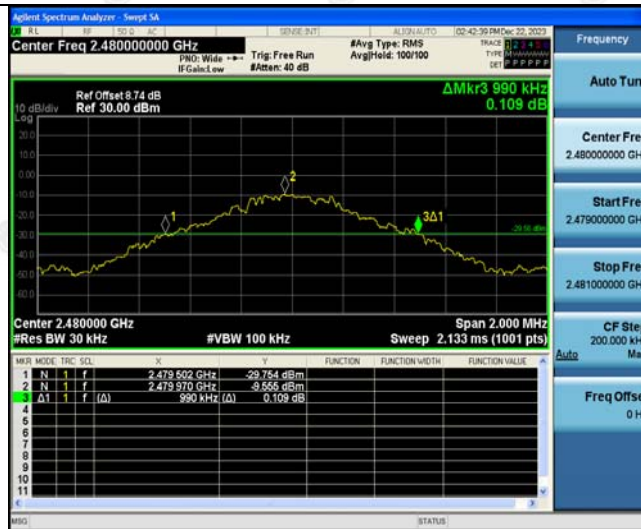 Agilent Spectrum Analyzer - Swept SA
RL RF 50 Ω AC SENSE:INT ALIGN AUTO 02:42:39 PM Dec 22, 2023
Center Freq 2.480000000 GHz
PNO: Wide
IFGain:Low
Trig: Free Run
#Atten: 40 dB
#Avg Type: RMS
Avg|Hold: 100/100
TRACE 1 2 3 4 5 6
TYPE M
DET P P P P P P
Ref Offset 8.74 dB
Ref 30.00 dBm
10 dB/div
Log
ΔMkr3 990 kHz
0.109 dB
20.0
10.0
0.00
-10.0
-20.0
-30.0
-40.0
-50.0
-60.0
1
2
3Δ1
-29.56 dBm
Center 2.480000 GHz
#Res BW 30 kHz
#VBW 100 kHz
Span 2.000 MHz
Sweep 2.133 ms (1001 pts)
MKR MODE TRC SCL X Y FUNCTION FUNCTION WIDTH FUNCTION VALUE
1 N 1 f 2.479 502 GHz -29.754 dBm
2 N 1 f 2.479 970 GHz -9.555 dBm
3 Δ1 1 f (Δ) 990 kHz (Δ) 0.109 dB
4
5
6
7
8
9
10
11
MSG STATUS
Frequency
Auto Tun
Center Fre
2.480000000 GH
Start Fre
2.479000000 GH
Stop Fre
2.481000000 GH
CF Ste
200.000 kH
Auto Ma
Freq Offse
0 H